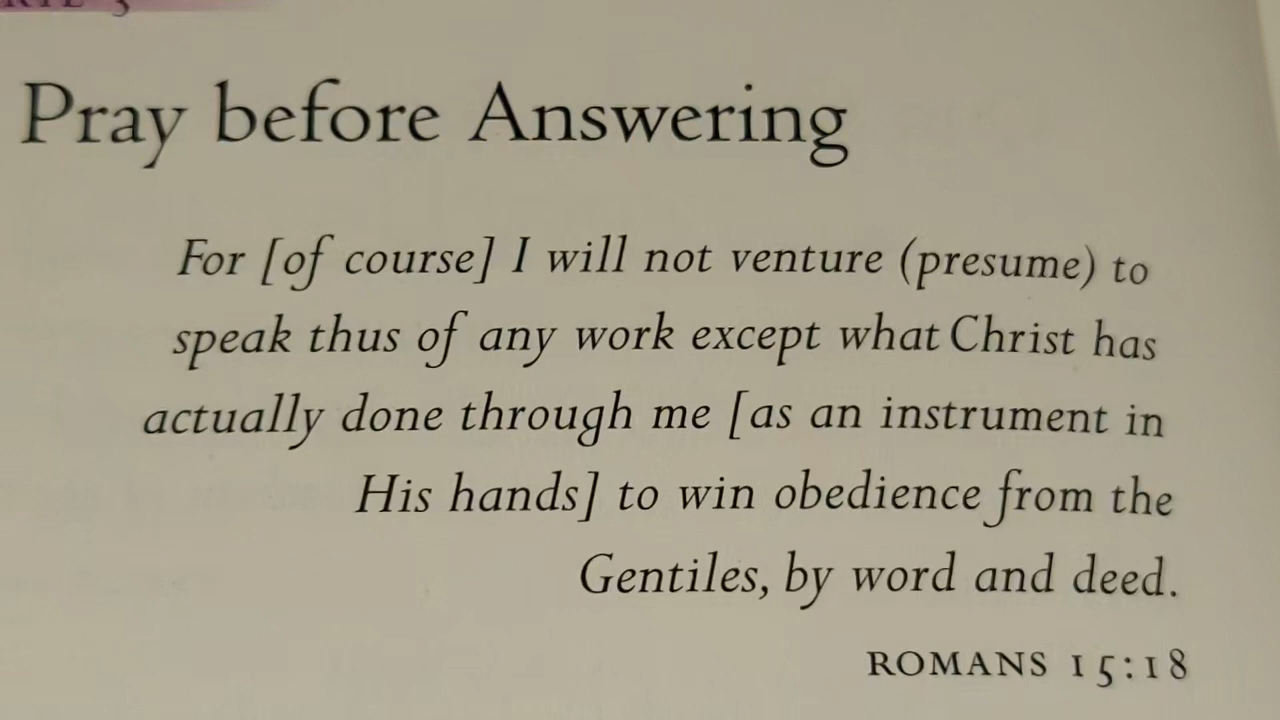 Pray before Answering
For [of course] I will not venture (presume) to
speak thus of any work except what Christ has
actually done through me [as an instrument in
His hands] to win obedience from the
Gentiles, by word and deed.
ROMANS 15:18